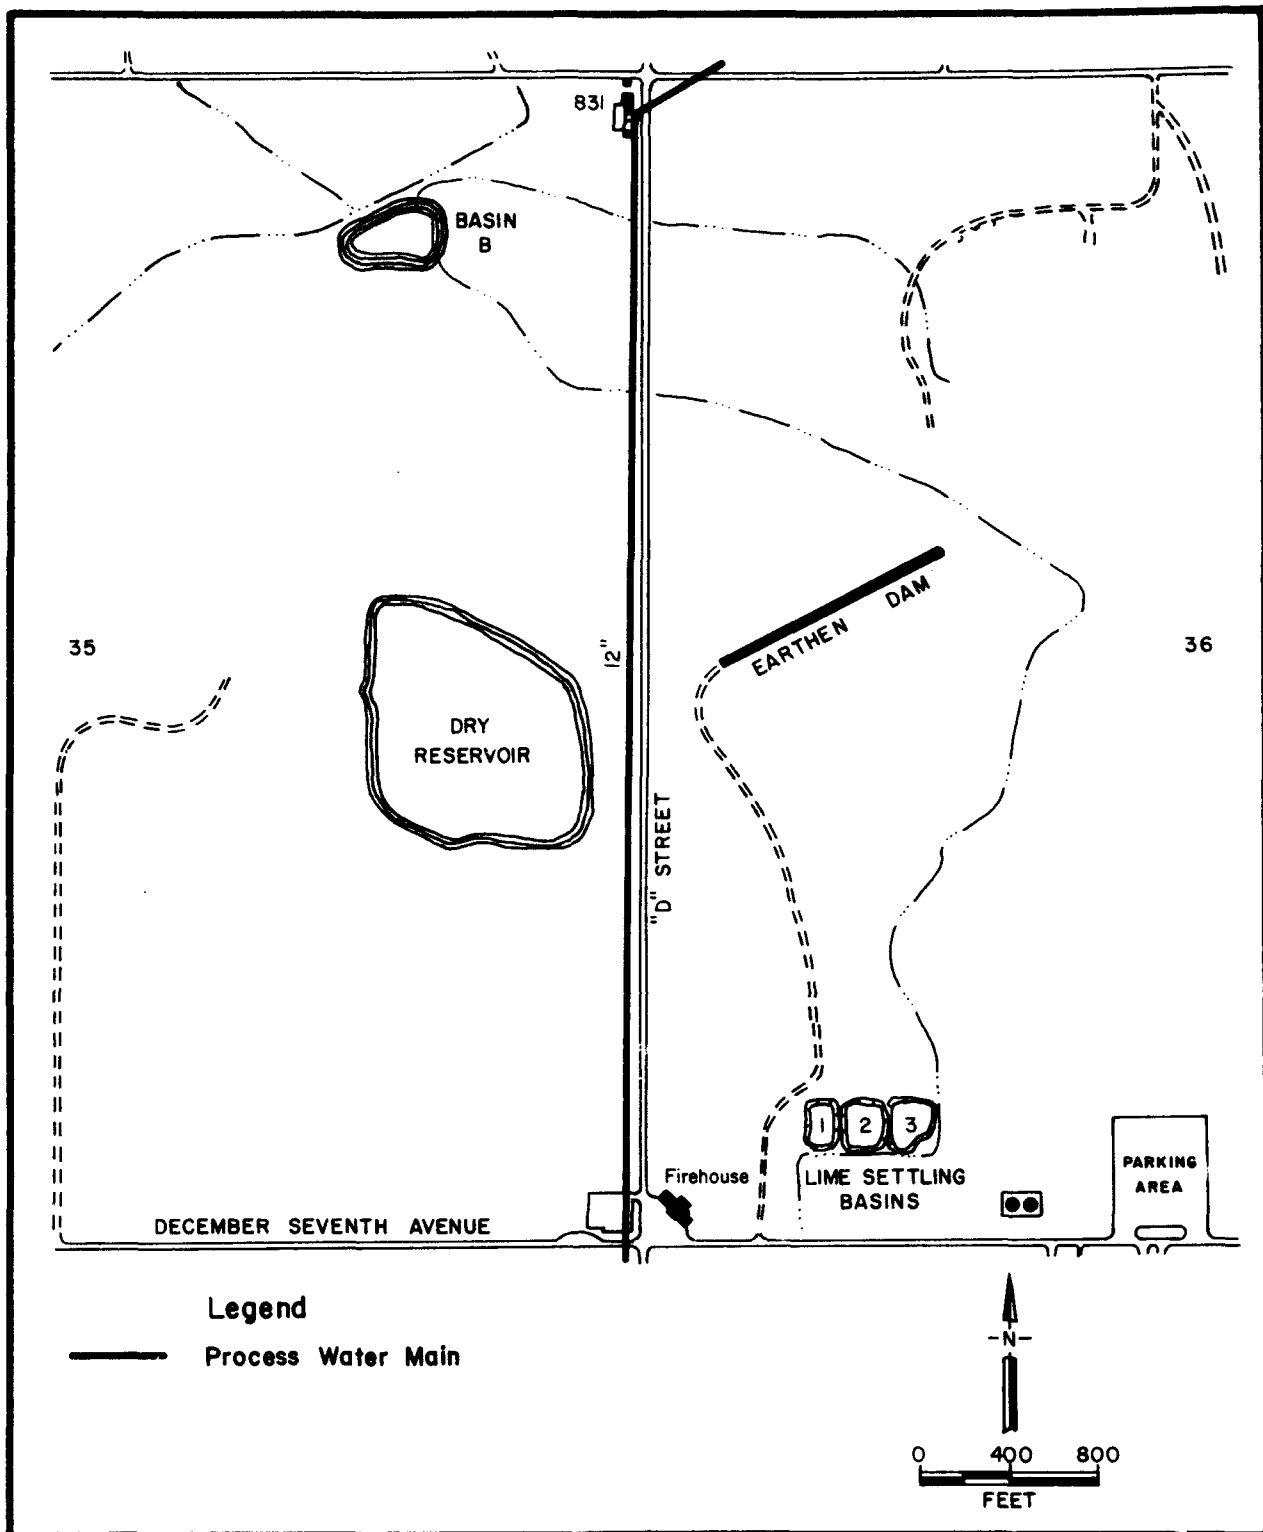 831
BASIN
B
35
12"
EARTHEN DAM
36
DRY
RESERVOIR
"D" STREET
1 2 3
Firehouse
LIME SETTLING
BASINS
PARKING
AREA
DECEMBER SEVENTH AVENUE
Legend
Process Water Main
-N-
0 400 800
FEET